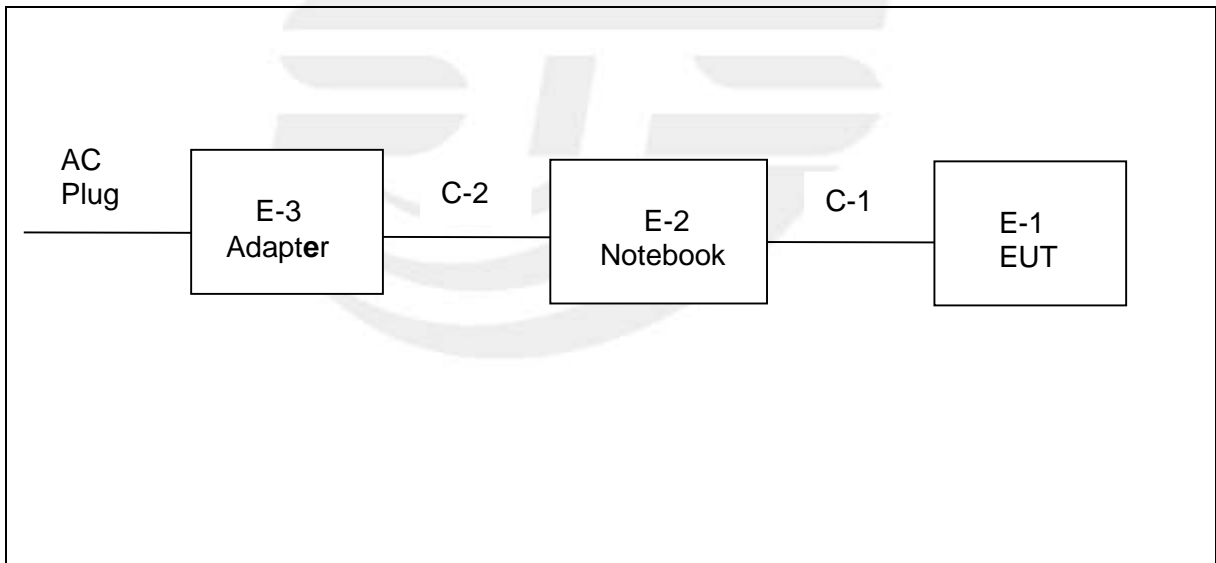 AC
Plug
E-3
Adapter
C-2
E-2
Notebook
C-1
E-1
EUT